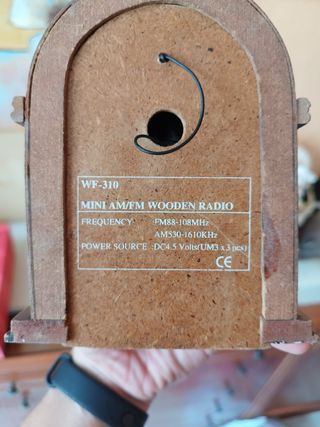 WF-310
MINI AM/FM WOODEN RADIO
FREQUENCY :FM88-108MHz
AM530-1610KHz
POWER SOURCE :DC4.5 Volts(UM3 x 3 pcs)
CE